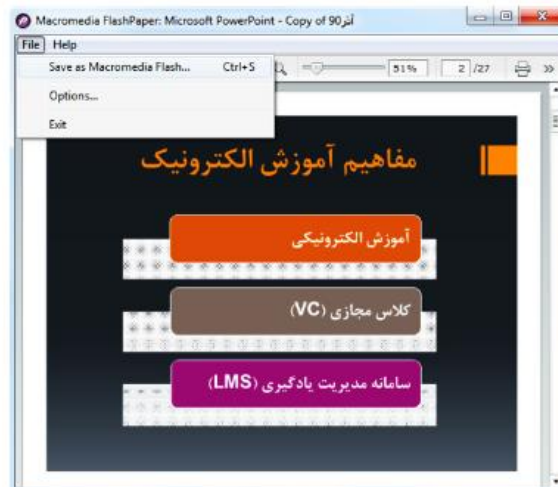 Macromedia FlashPaper: Microsoft PowerPoint - Copy of 90آذر
File Help
Save as Macromedia Flash... Ctrl+S
51% 2 /27 »
Options...
Exit
مفاهیم آموزش الکترونیک
آموزش الکترونیکی
کلاس مجازی (VC)
سامانه مدیریت یادگیری (LMS)